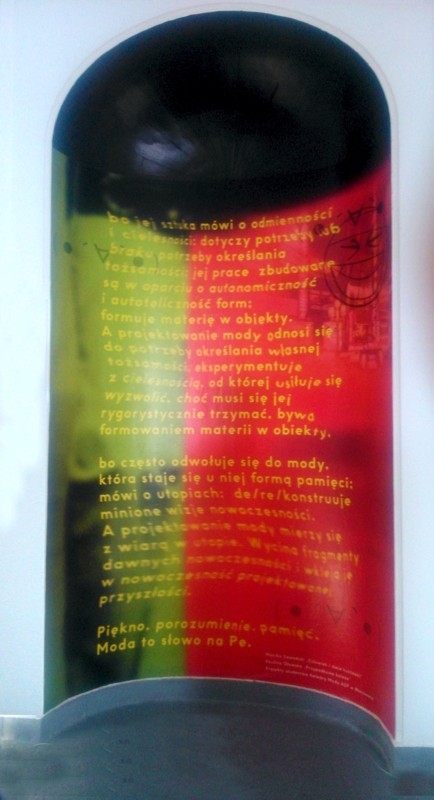 bo jej sztuka mówi o odmienności
i cielesności: dotyczy potrzeby lub
braku potrzeby określania
tożsamości: jej prace zbudowane
są w oparciu o autonomiczność
i autoteliczność form:
formuje materię w obiekty.
A projektowanie mody odnosi się
do potrzeby określania własnej
tożsamości, eksperymentuje
z cielesnością, od której usiłuje się
wyzwolić, choć musi się jej
rygorystycznie trzymać. bywa
formowaniem materii w obiekty.
bo często odwołuje się do mody,
która staje się u niej formą pamięci:
mówi o utopiach: de/re/konstruuje
minione wizje nowoczesności.
A projektowanie mody mierzy się
z wiarą w utopie. Wycina fragmenty
dawnych nowoczesności i wkleja je
w nowoczesność projektowanej
przyszłości.
Piękno, porozumienie, pamięć.
Moda to słowo na Pe.